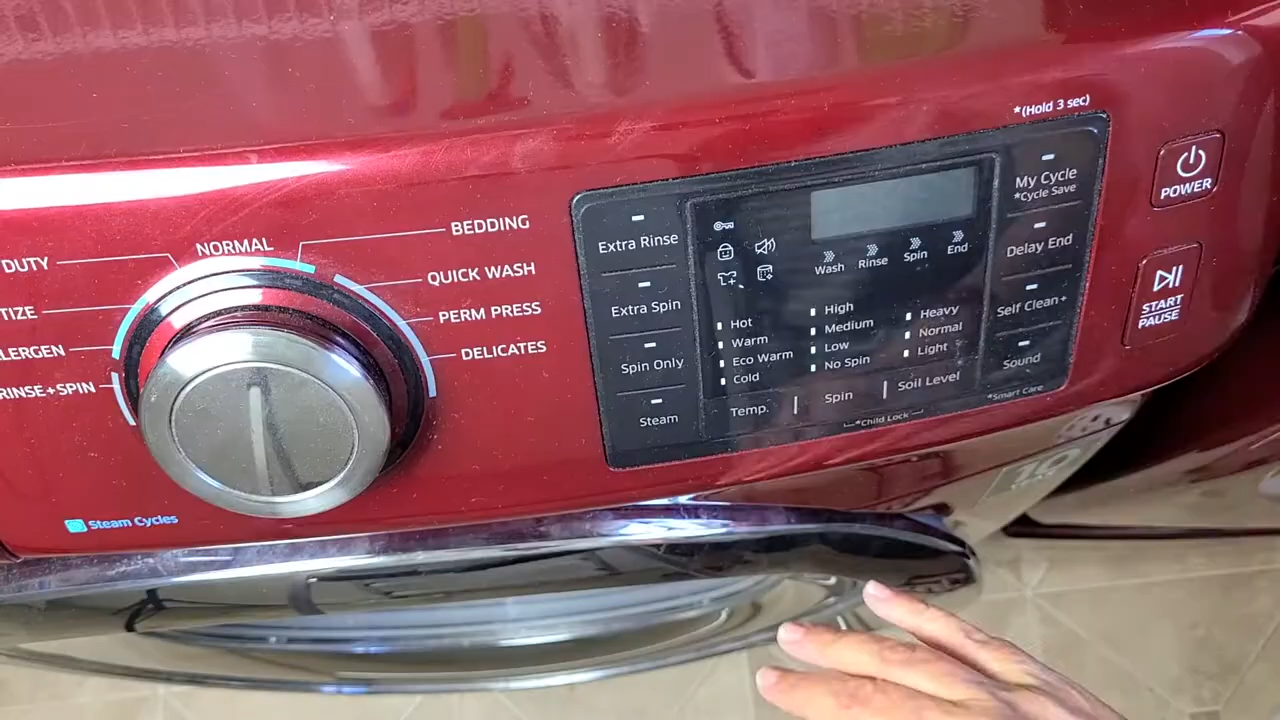 DUTY
NORMAL
BEDDING
QUICK WASH
PERM PRESS
DELICATES
RINSE+SPIN
Steam Cycles
Extra Rinse
Extra Spin
Spin Only
Steam
Wash
Rinse
Spin
End
Hot
Warm
Eco Warm
Cold
High
Medium
Low
No Spin
Heavy
Normal
Light
Temp.
Spin
Soil Level
*Child Lock
*(Hold 3 sec)
My Cycle
*Cycle Save
Delay End
Self Clean+
Sound
*Smart Care
POWER
START
PAUSE
10